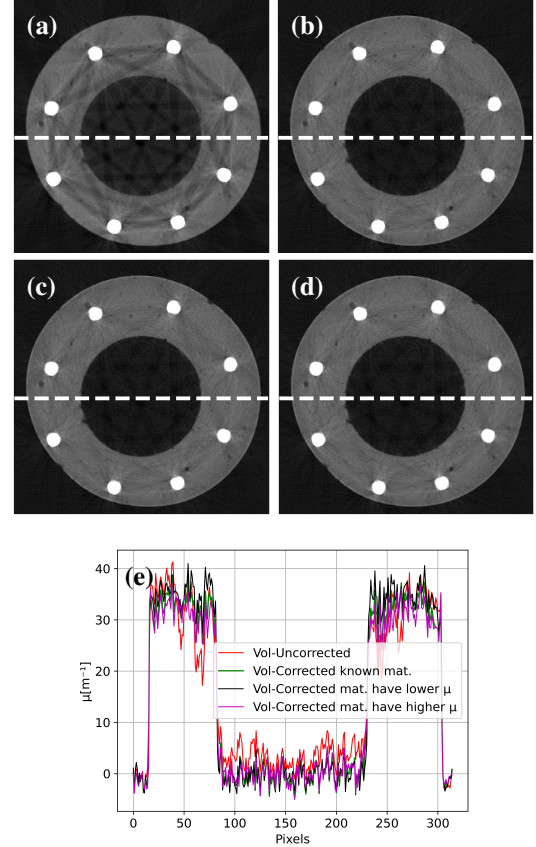 (a)
(b)
(c)
(d)
(e)
40
30
20
10
0
μ[m⁻¹]
Vol-Uncorrected
Vol-Corrected known mat.
Vol-Corrected mat. have lower μ
Vol-Corrected mat. have higher μ
0 50 100 150 200 250 300
Pixels